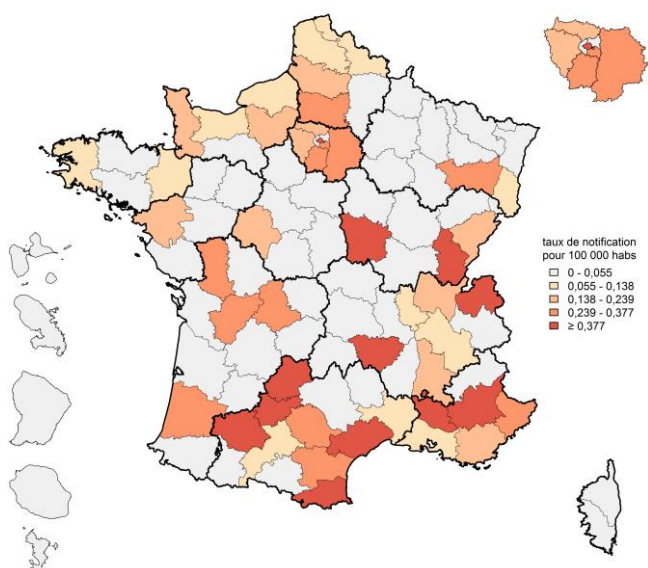 taux de notification
pour 100 000 habs
0 - 0,055
0,055 - 0,138
0,138 - 0,239
0,239 - 0,377
≥ 0,377